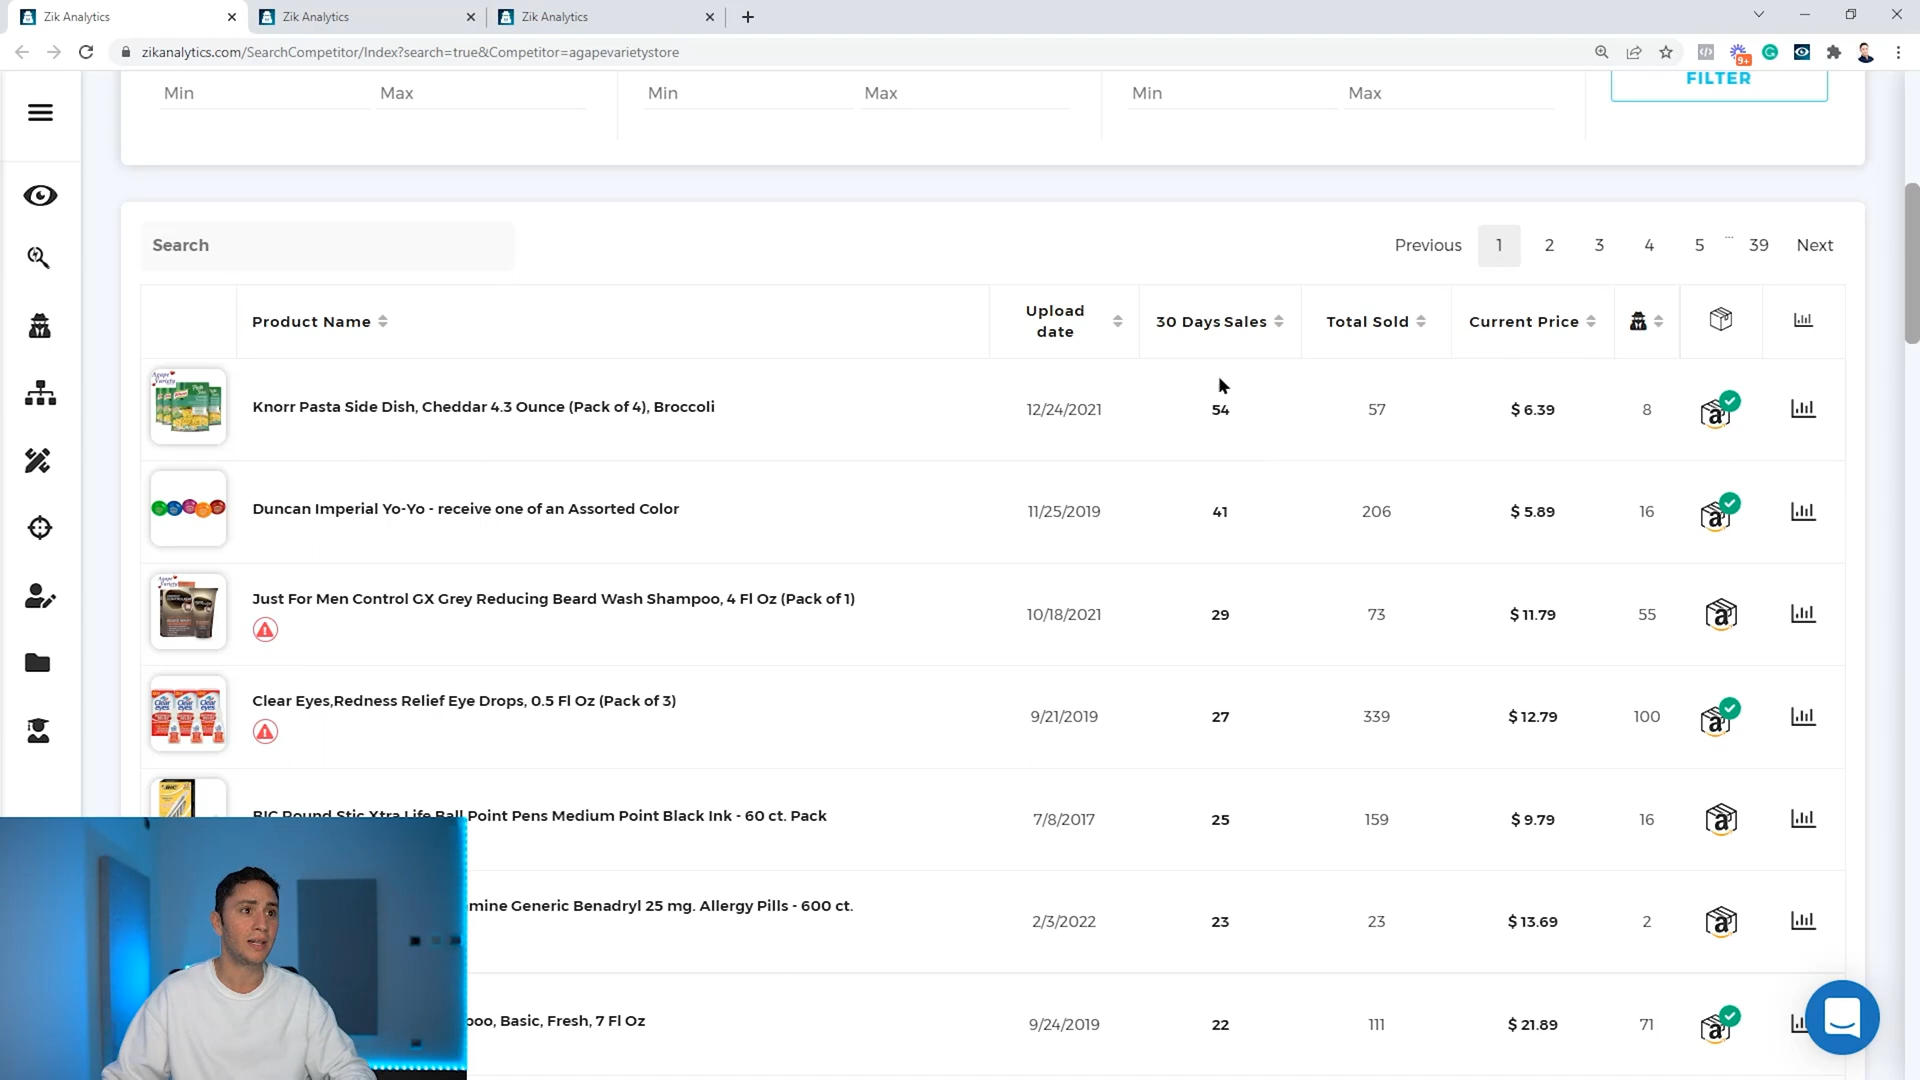 Zik Analytics
Zik Analytics
Zik Analytics
zikanalytics.com/SearchCompetitor/Index?search=true&Competitor=agapevarietystore
9+
Min Max Min Max Min Max FILTER
Search Previous 1 2 3 4 5 ... 39 Next
Product Name Upload date 30 Days Sales Total Sold Current Price
Knorr Pasta Side Dish, Cheddar 4.3 Ounce (Pack of 4), Broccoli 12/24/2021 54 57 $ 6.39 8
Duncan Imperial Yo-Yo - receive one of an Assorted Color 11/25/2019 41 206 $ 5.89 16
Just For Men Control GX Grey Reducing Beard Wash Shampoo, 4 Fl Oz (Pack of 1) 10/18/2021 29 73 $ 11.79 55
Clear Eyes,Redness Relief Eye Drops, 0.5 Fl Oz (Pack of 3) 9/21/2019 27 339 $ 12.79 100
BIC Round Stic Xtra Life Ball Point Pens Medium Point Black Ink - 60 ct. Pack 7/8/2017 25 159 $ 9.79 16
mine Generic Benadryl 25 mg. Allergy Pills - 600 ct. 2/3/2022 23 23 $ 13.69 2
poo, Basic, Fresh, 7 Fl Oz 9/24/2019 22 111 $ 21.89 71